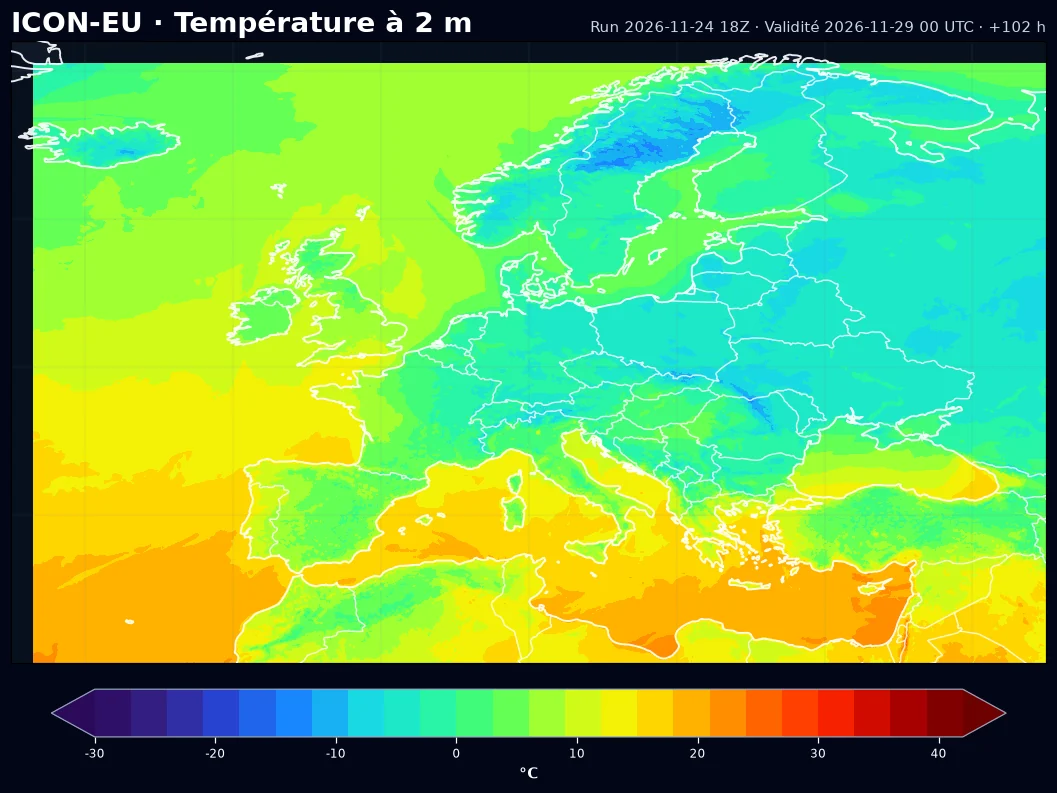 ICON-EU · Température à 2 m
Run 2026-11-24 18Z · Validité 2026-11-29 00 UTC · +102 h
-30 -20 -10 0 10 20 30 40
°C